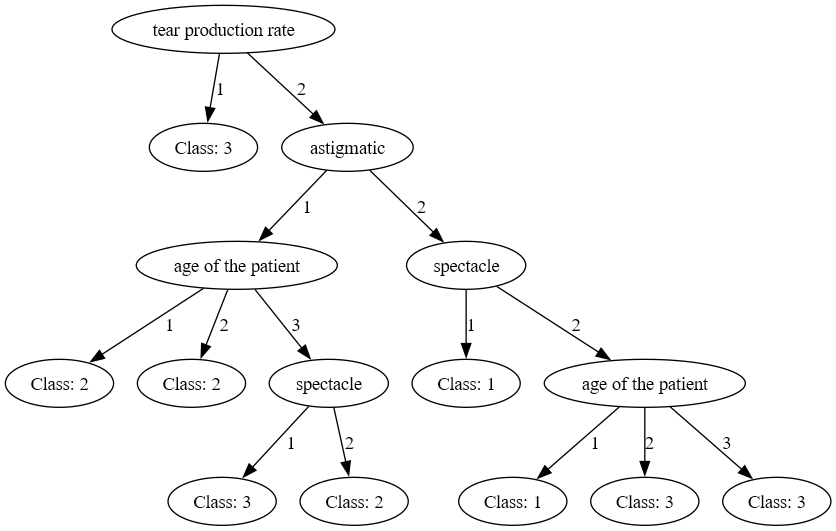 tear production rate
1
2
Class: 3
astigmatic
1
2
age of the patient
spectacle
1
2
3
1
2
Class: 2
Class: 2
spectacle
Class: 1
age of the patient
1
2
1
2
3
Class: 3
Class: 2
Class: 1
Class: 3
Class: 3